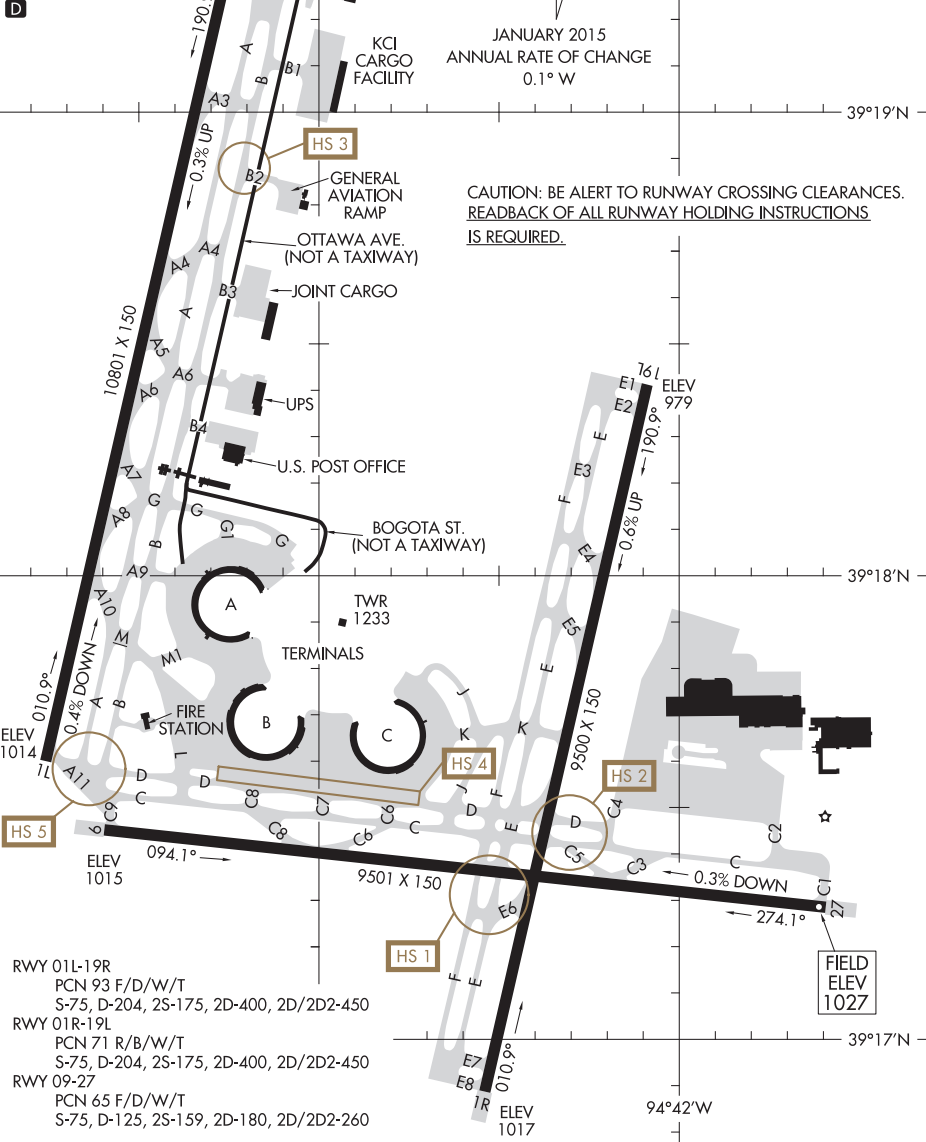 D
190.9
JANUARY 2015
ANNUAL RATE OF CHANGE
0.1° W
KCI
CARGO
FACILITY
A
B
B1
A3
39°19'N
0.3% UP
HS 3
B2
GENERAL
AVIATION
RAMP
CAUTION: BE ALERT TO RUNWAY CROSSING CLEARANCES.
READBACK OF ALL RUNWAY HOLDING INSTRUCTIONS
IS REQUIRED.
OTTAWA AVE.
(NOT A TAXIWAY)
A4
A4
B3
JOINT CARGO
A
10801 X 150
A5
A6
A6
UPS
B4
U.S. POST OFFICE
A7
G
G
G1
G
A8
B
BOGOTA ST.
(NOT A TAXIWAY)
A9
A10
19L
ELEV
979
E1
E2
190.9°
E
E3
F
0.6% UP
E4
39°18'N
A
TWR
1233
TERMINALS
E5
M1
M1
E
010.9°
0.4% DOWN
A
B
FIRE
STATION
B
C
J
K
K
9500 X 150
ELEV
1014
1L
A11
L
D
D
C
C9
C8
C8
C7
C6
C6
C
HS 4
J
D
F
E
HS 2
D
C4
C5
C3
C
C2
C1
HS 5
9
ELEV
1015
094.1°
9501 X 150
0.3% DOWN
274.1°
27
E6
HS 1
FIELD
ELEV
1027
F
E
RWY 01L-19R
PCN 93 F/D/W/T
S-75, D-204, 2S-175, 2D-400, 2D/2D2-450
RWY 01R-19L
PCN 71 R/B/W/T
S-75, D-204, 2S-175, 2D-400, 2D/2D2-450
RWY 09-27
PCN 65 F/D/W/T
S-75, D-125, 2S-159, 2D-180, 2D/2D2-260
39°17'N
E7
E8
010.9°
1R
ELEV
1017
94°42'W